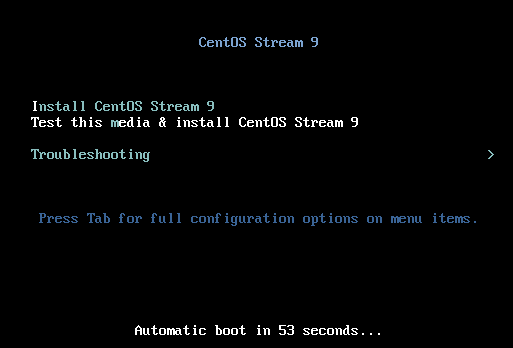 CentOS Stream 9
Install CentOS Stream 9
Test this media & install CentOS Stream 9
Troubleshooting >
Press Tab for full configuration options on menu items.
Automatic boot in 53 seconds...